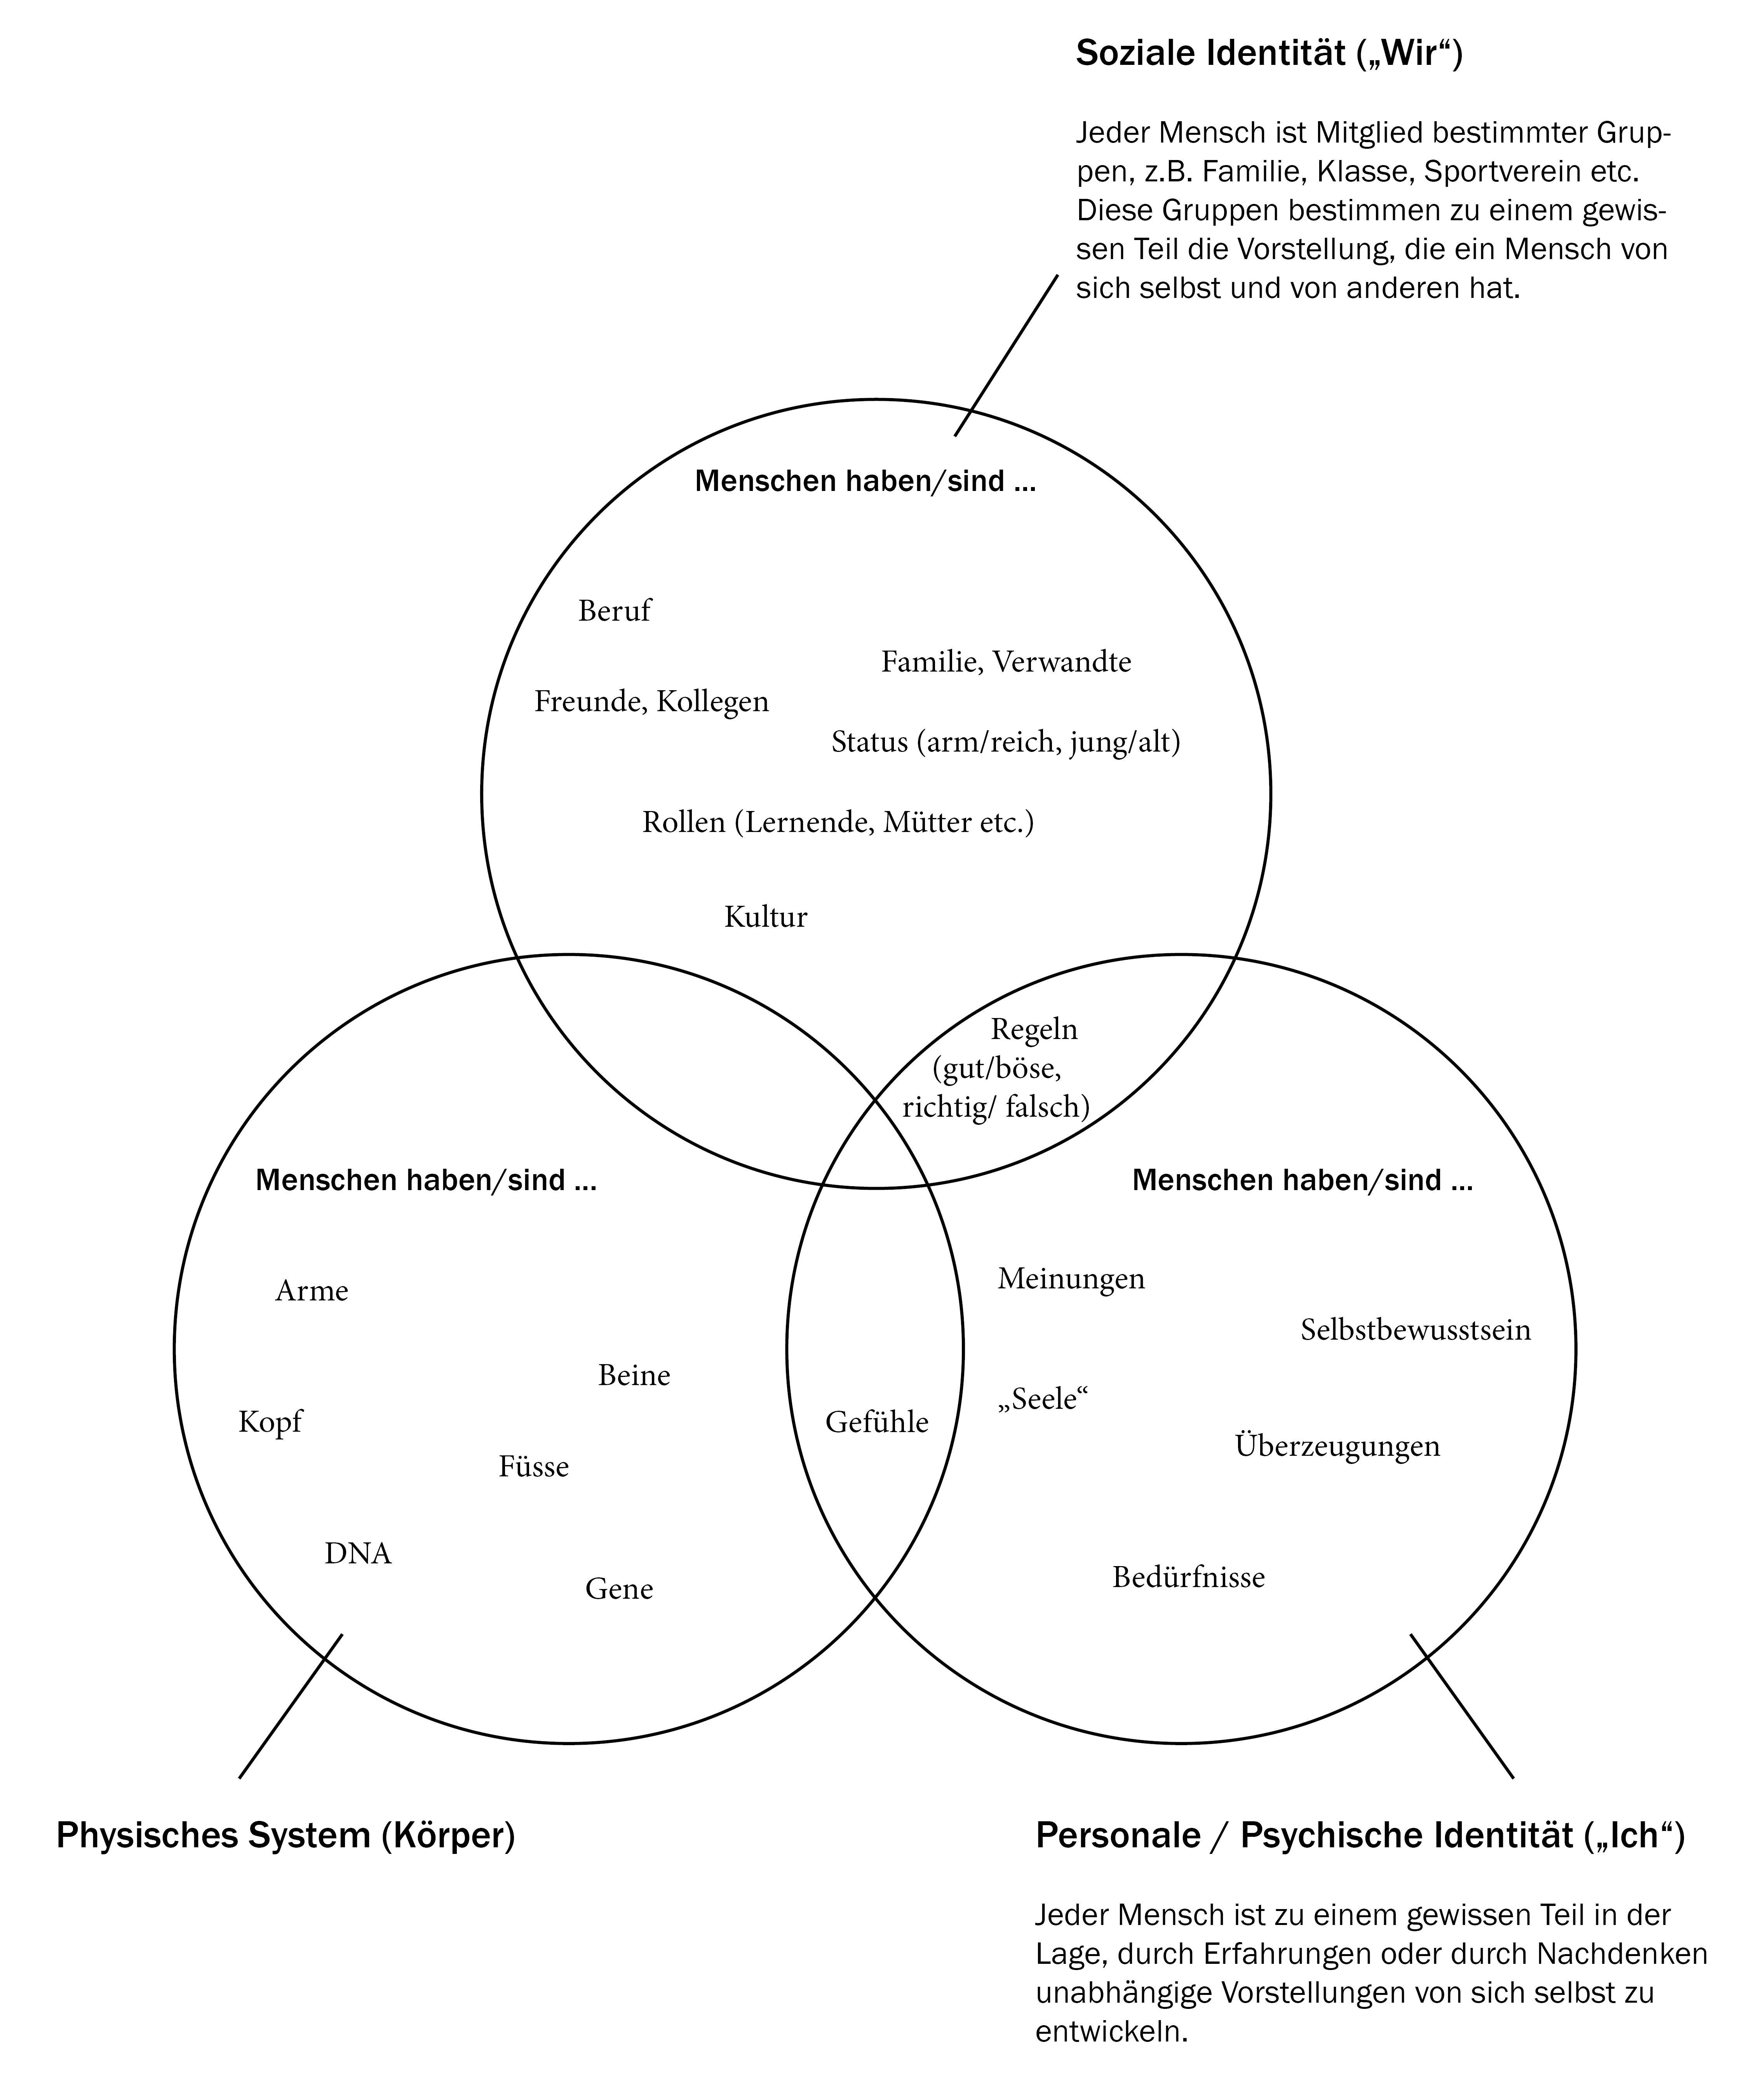 Soziale Identität („Wir“)
Jeder Mensch ist Mitglied bestimmter Grup-
pen, z.B. Familie, Klasse, Sportverein etc.
Diese Gruppen bestimmen zu einem gewis-
sen Teil die Vorstellung, die ein Mensch von
sich selbst und von anderen hat.
Menschen haben/sind ...
Beruf
Familie, Verwandte
Freunde, Kollegen
Status (arm/reich, jung/alt)
Rollen (Lernende, Mütter etc.)
Kultur
Regeln
(gut/böse,
richtig/ falsch)
Menschen haben/sind ...
Arme
Beine
Kopf
Füsse
DNA
Gene
Gefühle
Menschen haben/sind ...
Meinungen
Selbstbewusstsein
„Seele“
Überzeugungen
Bedürfnisse
Physisches System (Körper)
Personale / Psychische Identität („Ich“)
Jeder Mensch ist zu einem gewissen Teil in der
Lage, durch Erfahrungen oder durch Nachdenken
unabhängige Vorstellungen von sich selbst zu
entwickeln.